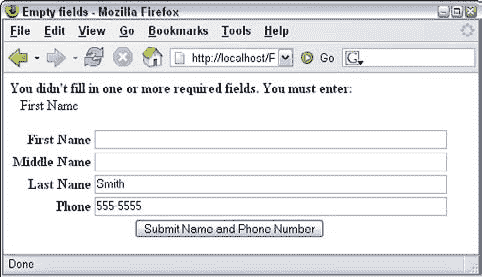 Empty fields - Mozilla Firefox
File Edit View Go Bookmarks Tools Help
http://localhost/F Go G
You didn't fill in one or more required fields. You must enter:
First Name
First Name
Middle Name
Last Name Smith
Phone 555-5555
Submit Name and Phone Number
Done